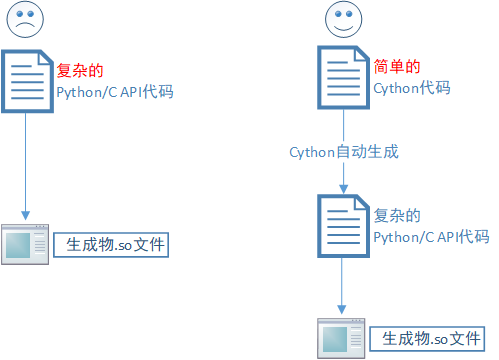 复杂的
Python/C API代码
生成物.so文件
简单的
Cython代码
Cython自动生成
复杂的
Python/C API代码
生成物.so文件